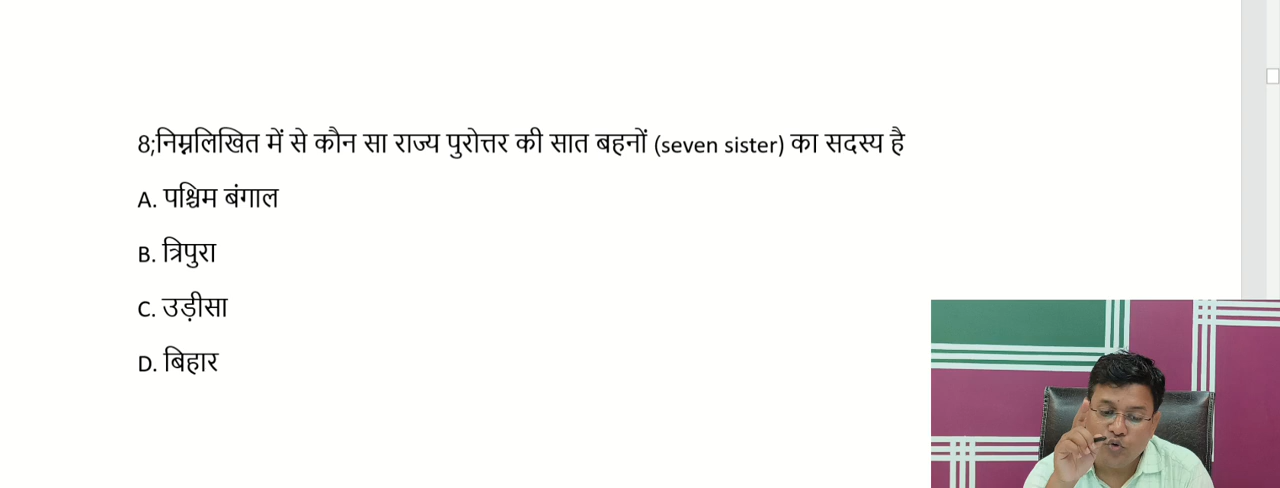 8;निम्नलिखित में से कौन सा राज्य पुरोत्तर की सात बहनों (seven sister) का सदस्य है
A. पश्चिम बंगाल
B. त्रिपुरा
C. उड़ीसा
D. बिहार